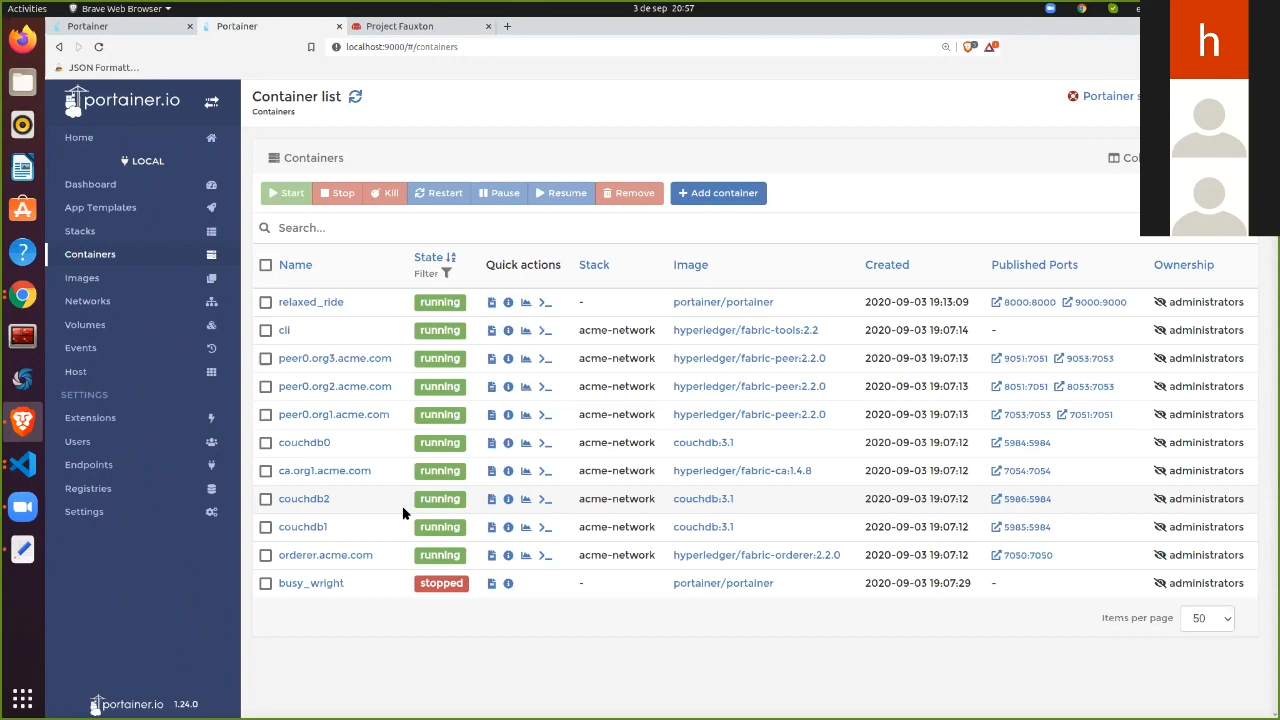 Activities Brave Web Browser 3 de sep 20:57
Portainer × Portainer × Project Fauxton × +
localhost:9000/#/containers
JSON Formatt...
portainer.io
Home
LOCAL
Dashboard
App Templates
Stacks
Containers
Images
Networks
Volumes
Events
Host
SETTINGS
Extensions
Users
Endpoints
Registries
Settings
portainer.io 1.24.0
Container list
Containers
Portainer s
h
Containers
Col
Start Stop Kill Restart Pause Resume Remove + Add container
Search...
Name State Filter Quick actions Stack Image Created Published Ports Ownership
relaxed_ride running - portainer/portainer 2020-09-03 19:13:09 8000:8000 9000:9000 administrators
cli running acme-network hyperledger/fabric-tools:2.2 2020-09-03 19:07:14 - administrators
peer0.org3.acme.com running acme-network hyperledger/fabric-peer:2.2.0 2020-09-03 19:07:13 9051:7051 9053:7053 administrators
peer0.org2.acme.com running acme-network hyperledger/fabric-peer:2.2.0 2020-09-03 19:07:13 8051:7051 8053:7053 administrators
peer0.org1.acme.com running acme-network hyperledger/fabric-peer:2.2.0 2020-09-03 19:07:13 7053:7053 7051:7051 administrators
couchdb0 running acme-network couchdb:3.1 2020-09-03 19:07:12 5984:5984 administrators
ca.org1.acme.com running acme-network hyperledger/fabric-ca:1.4.8 2020-09-03 19:07:12 7054:7054 administrators
couchdb2 running acme-network couchdb:3.1 2020-09-03 19:07:12 5986:5984 administrators
couchdb1 running acme-network couchdb:3.1 2020-09-03 19:07:12 5985:5984 administrators
orderer.acme.com running acme-network hyperledger/fabric-orderer:2.2.0 2020-09-03 19:07:12 7050:7050 administrators
busy_wright stopped - portainer/portainer 2020-09-03 19:07:29 - administrators
Items per page 50